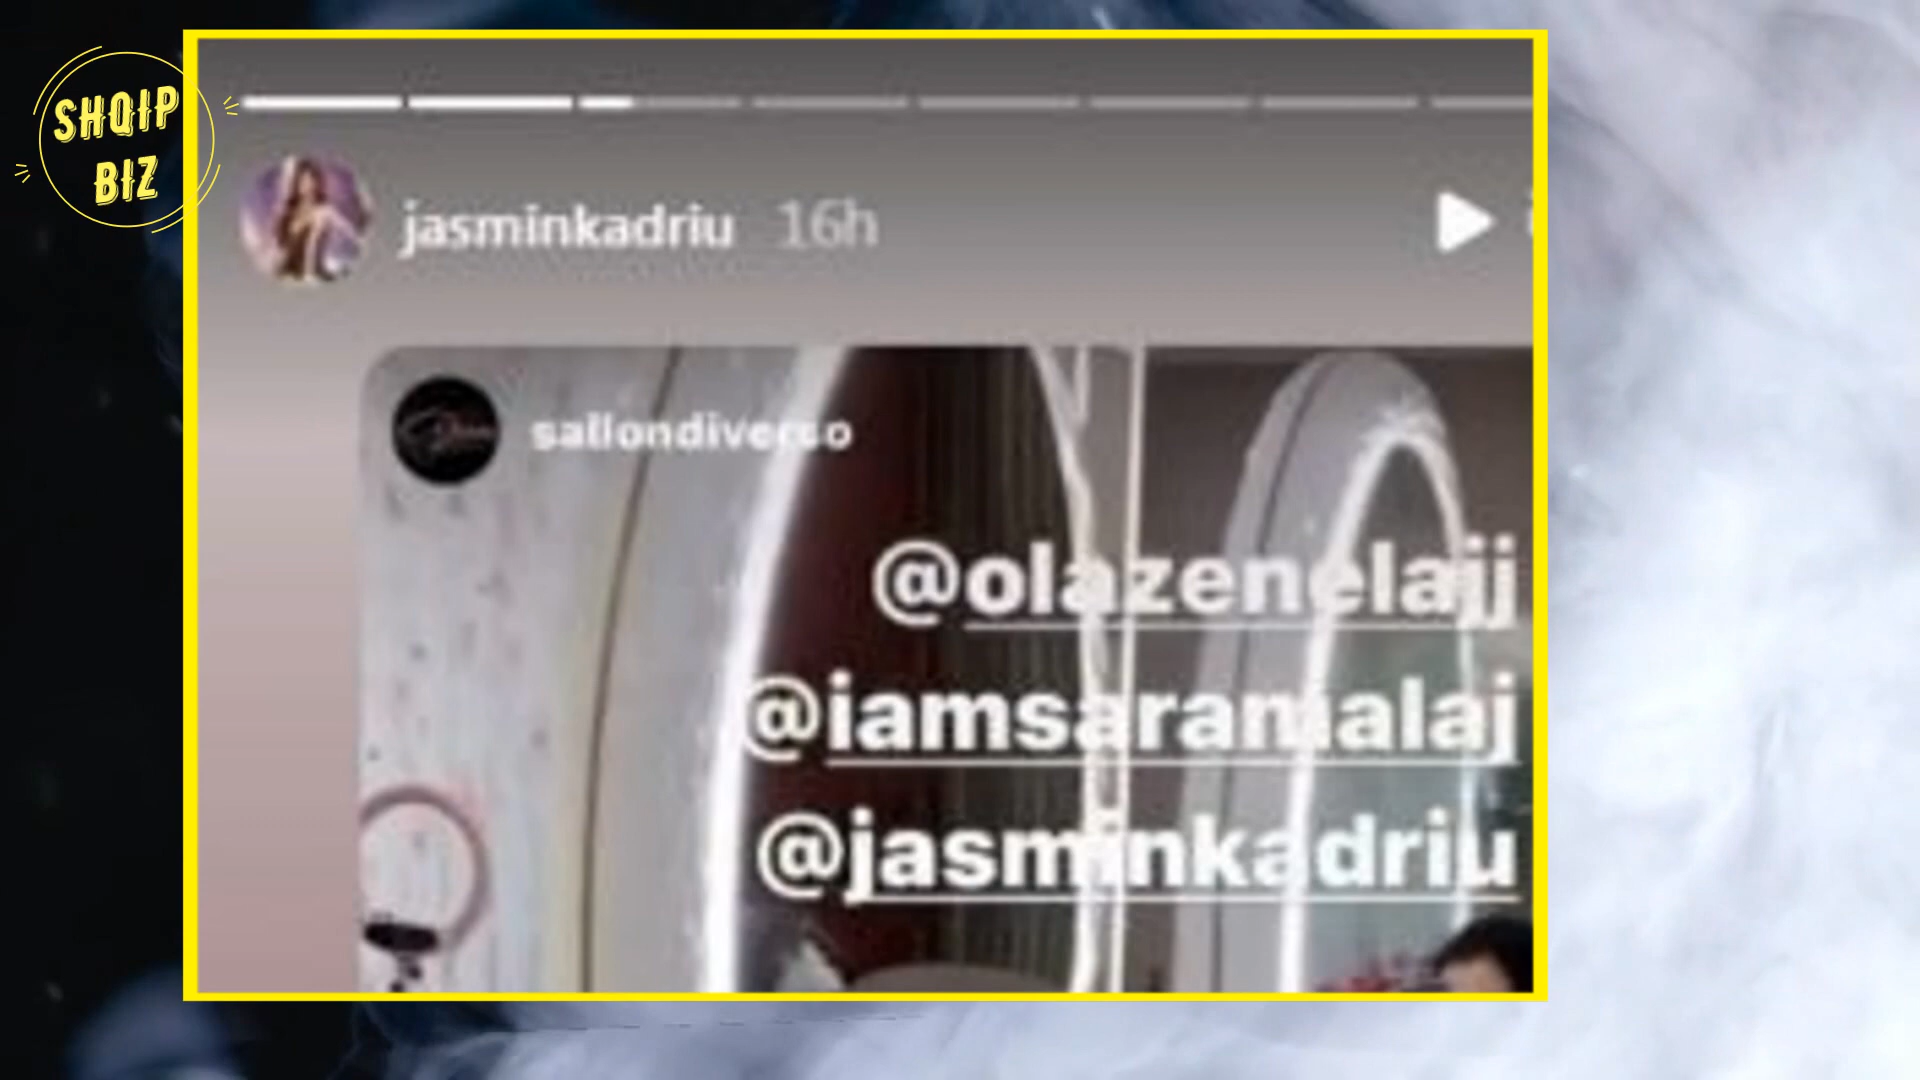 SHQIP
BIZ
jasminkadriu 16h
sallondiverso
@olazenelajj
@iamsaramalaj
@jasminkadriu